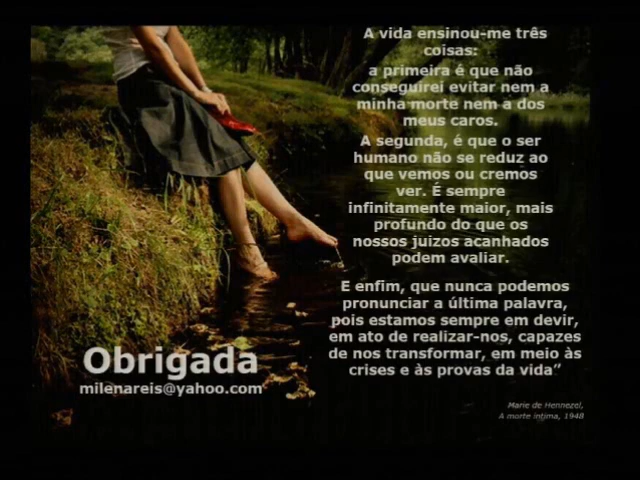 A vida ensinou-me três
coisas:
a primeira é que não
conseguirei evitar nem a
minha morte nem a dos
meus caros.
A segunda, é que o ser
humano não se reduz ao
que vemos ou cremos
ver. É sempre
infinitamente maior, mais
profundo do que os
nossos juizos acanhados
podem avaliar.
E enfim, que nunca podemos
pronunciar a última palavra,
pois estamos sempre em devir,
em ato de realizar-nos, capazes
de nos transformar, em meio às
crises e às provas da vida”
Obrigada
milenareis@yahoo.com
Marie de Hennezel,
A morte íntima, 1948